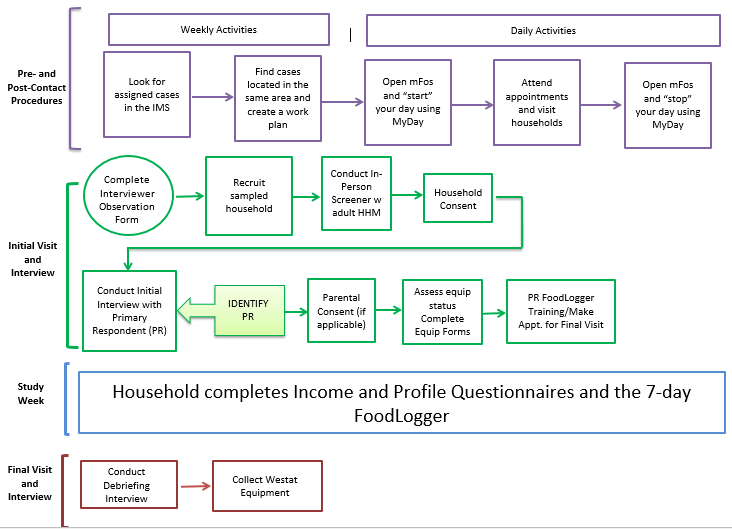 Weekly Activities
Daily Activities
Pre- and
Post-Contact
Procedures
Look for
assigned cases
in the IMS
Find cases
located in the
same area and
create a work
plan
Open mFos
and “start”
your day using
MyDay
Attend
appointments
and visit
households
Open mFos
and “stop”
your day using
MyDay
Initial Visit
and
Interview
Complete
Interviewer
Observation
Form
Recruit
sampled
household
Conduct In-
Person
Screener w
adult HHM
Household
Consent
Conduct Initial
Interview with
Primary
Respondent (PR)
IDENTIFY
PR
Parental
Consent (if
applicable)
Assess equip
status
Complete
Equip Forms
PR FoodLogger
Training/Make
Appt. for Final Visit
Study
Week
Household completes Income and Profile Questionnaires and the 7-day
FoodLogger
Final Visit
and
Interview
Conduct
Debriefing
Interview
Collect Westat
Equipment